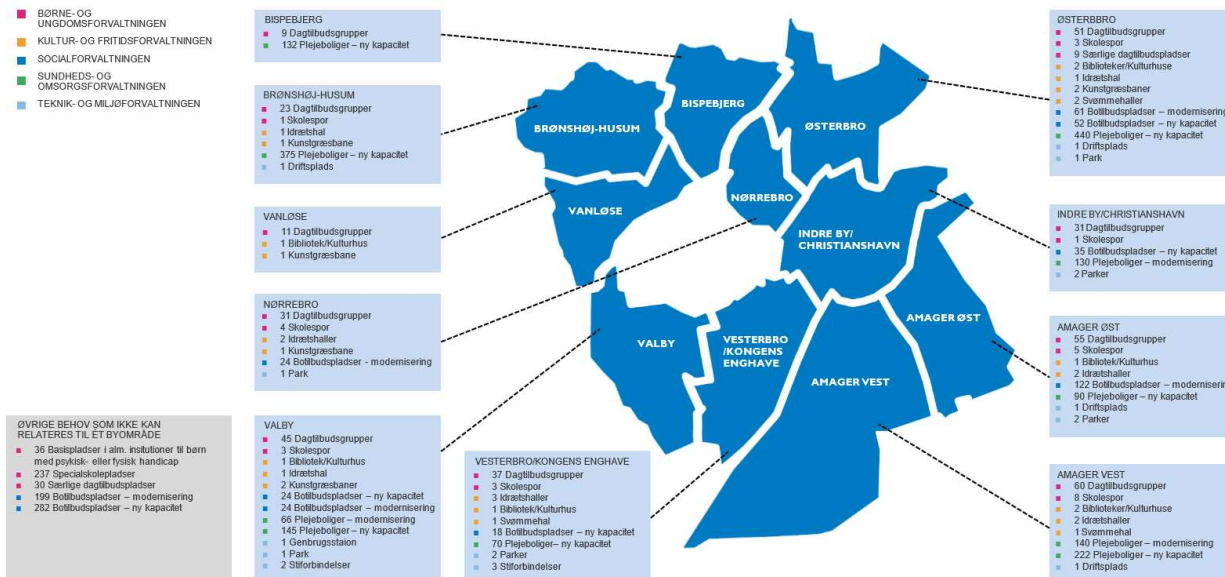 BØRNE- OG
UNGDOMSFORVALTNINGEN
KULTUR- OG FRITIDSFORVALTNINGEN
SOCIALFORVALTNINGEN
SUNDHEDS- OG
OMSORGSFORVALTNINGEN
TEKNIK- OG MILJØFORVALTNINGEN
BISPEBJERG
9 Dagtilbudsgrupper
132 Plejeboliger – ny kapacitet
BRØNSHØJ-HUSUM
23 Dagtilbudsgrupper
1 Skolespor
1 Idrætshal
1 Kunstgræsbane
375 Plejeboliger – ny kapacitet
1 Driftsplads
VANLØSE
11 Dagtilbudsgrupper
1 Bibliotek/Kulturhus
1 Kunstgræsbane
NØRREBRO
31 Dagtilbudsgrupper
4 Skolespor
2 Idrætshaller
1 Kunstgræsbane
24 Botilbudspladser - modernisering
1 Park
VALBY
45 Dagtilbudsgrupper
3 Skolespor
1 Bibliotek/Kulturhus
1 Idrætshal
2 Kunstgræsbaner
24 Botilbudspladser – ny kapacitet
24 Botilbudspladser – modernisering
66 Plejeboliger – modernisering
145 Plejeboliger – ny kapacitet
1 Genbrugsstaion
1 Park
2 Stiforbindelser
ØVRIGE BEHOV SOM IKKE KAN
RELATERES TIL ÉT BYOMRÅDE
36 Basispladser i alm. insitutioner til børn
med psykisk- eller fysisk handicap
237 Specialskolepladser
30 Særlige dagtilbudspladser
199 Botilbudspladser – modernisering
282 Botilbudspladser – ny kapacitet
VESTERBRO/KONGENS ENGHAVE
37 Dagtilbudsgrupper
3 Skolespor
3 Idrætshaller
1 Bibliotek/Kulturhus
1 Svømmehal
18 Botilbudspladser – ny kapacitet
70 Plejeboliger– ny kapacitet
2 Parker
3 Stiforbindelser
BRØNSHØJ-HUSUM
BISPEBJERG
ØSTERBRO
VANLØSE
NØRREBRO
INDRE BY/
CHRISTIANSHAVN
VALBY
VESTERBRO
/KONGENS
ENGHAVE
AMAGER ØST
AMAGER VEST
ØSTERBBRO
51 Dagtilbudsgrupper
3 Skolespor
9 Særlige dagtilbudspladser
2 Biblioteker/Kulturhuse
1 Idrætshal
2 Kunstgræsbaner
2 Svømmehaller
61 Botilbudspladser – modernisering
52 Botilbudspladser – ny kapacitet
440 Plejeboliger – ny kapacitet
1 Driftsplads
1 Park
INDRE BY/CHRISTIANSHAVN
31 Dagtilbudsgrupper
1 Skolespor
35 Botilbudspladser – ny kapacitet
130 Plejeboliger – modernisering
2 Parker
AMAGER ØST
55 Dagtilbudsgrupper
5 Skolespor
1 Bibliotek/Kulturhus
2 Idrætshaller
122 Botilbudspladser – modernisering
90 Plejeboliger – ny kapacitet
1 Driftsplads
2 Parker
AMAGER VEST
60 Dagtilbudsgrupper
8 Skolespor
2 Biblioteker/Kulturhuse
2 Idrætshaller
1 Svømmehal
140 Plejeboliger – modernisering
222 Plejeboliger – ny kapacitet
1 Driftsplads